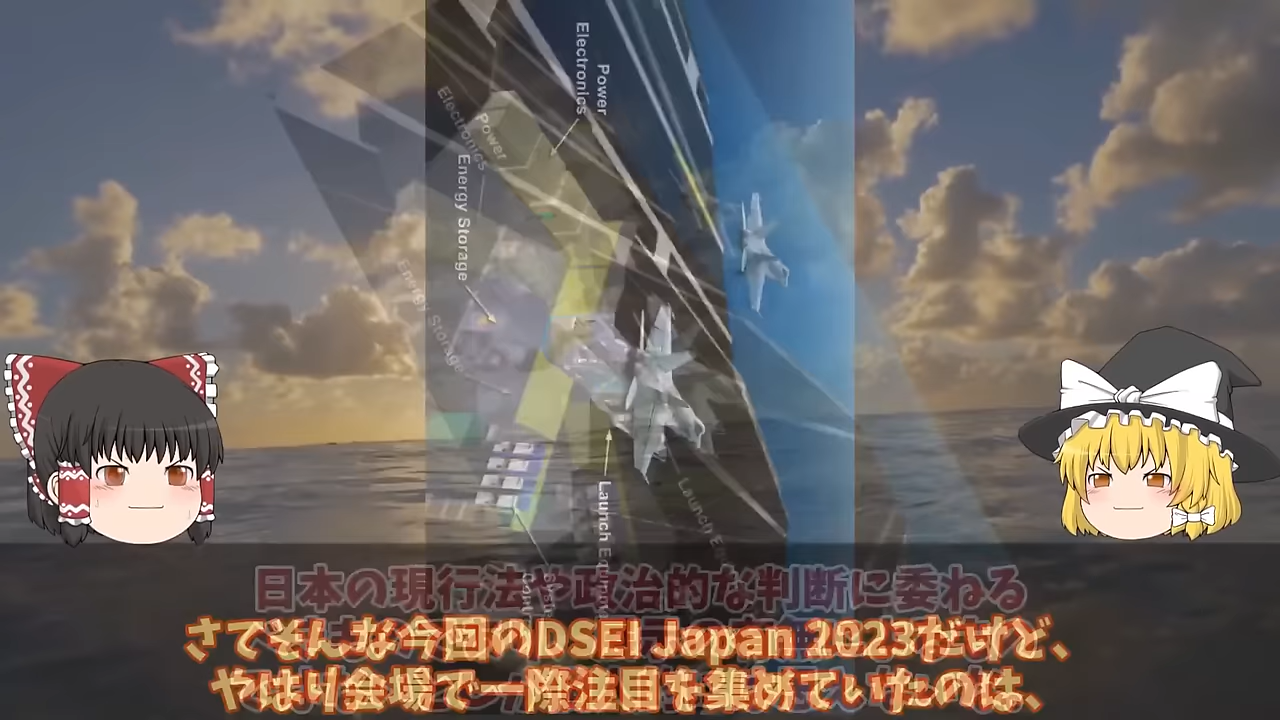 Power
Electronics
Power
Electronics
Energy Storage
Energy Storage
Launch
Launch
日本の現行法や政治的な判断に委ねる
さてそんな今回のDSEI Japan 2023だけど、
やはり会場で一際注目を集めていたのは、